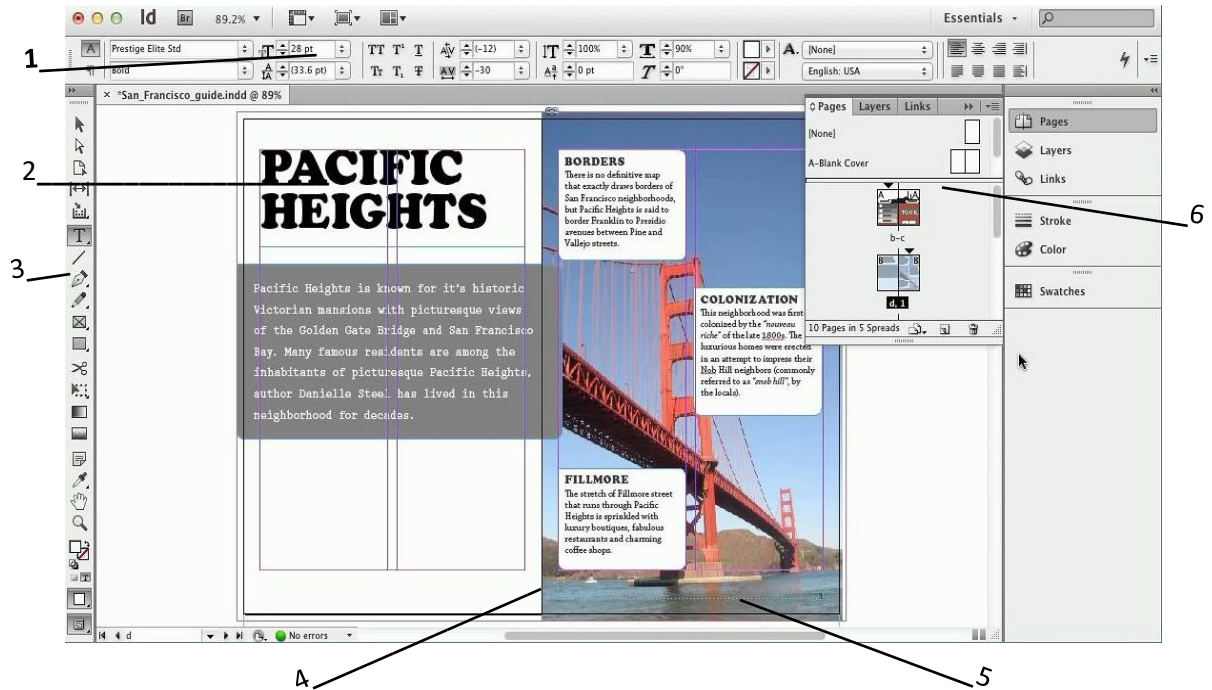 Id Br 89.2% Essentials
1
A Prestige Elite Std 28 pt TT T¹ T (-12) 100% 90% A. [None]
¶ Bold (33.6 pt) Tr T₁ T -30 0 pt 0° English: USA
× *San_Francisco_guide.indd @ 89%
Pages Layers Links
[None]
A-Blank Cover
A A
b-c
B B
d, 1
10 Pages in 5 Spreads
Pages
Layers
Links
Stroke
Color
Swatches
2
3
6
PACIFIC
HEIGHTS
Pacific Heights is known for it's historic
Victorian mansions with picturesque views
of the Golden Gate Bridge and San Francisco
Bay. Many famous residents are among the
inhabitants of picturesque Pacific Heights,
author Danielle Steel has lived in this
neighborhood for decades.
BORDERS
There is no definitive map
that exactly draws borders of
San Francisco neighborhoods,
but Pacific Heights is said to
border Franklin to Presidio
avenues between Pine and
Vallejo streets.
COLONIZATION
This neighborhood was first
colonized by the "nouveau
riche" of the late 1800s. The
luxurious homes were erected
in an attempt to impress their
Nob Hill neighbors (commonly
referred to as "snob hill", by
the locals).
FILLMORE
The stretch of Fillmore street
that runs through Pacific
Heights is sprinkled with
luxury boutiques, fabulous
restaurants and charming
coffee shops.
d No errors
4
5